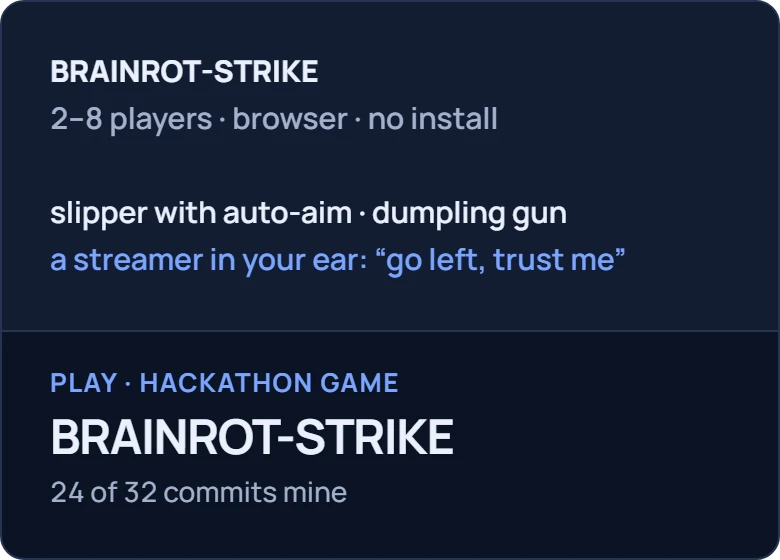 BRAINROT-STRIKE
2–8 players · browser · no install
slipper with auto-aim · dumpling gun
a streamer in your ear: “go left, trust me”
PLAY · HACKATHON GAME
BRAINROT-STRIKE
24 of 32 commits mine